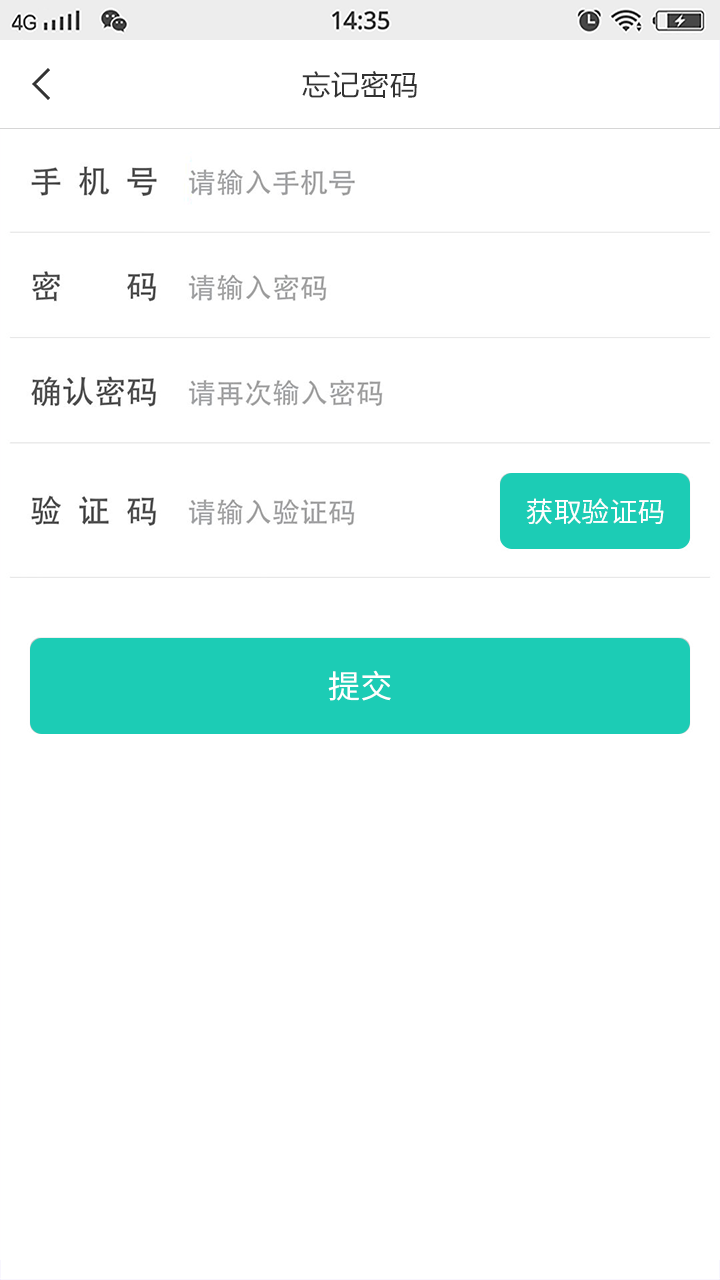 4G 14:35
忘记密码
手机号 请输入手机号
密码 请输入密码
确认密码 请再次输入密码
验证码 请输入验证码 获取验证码
提交